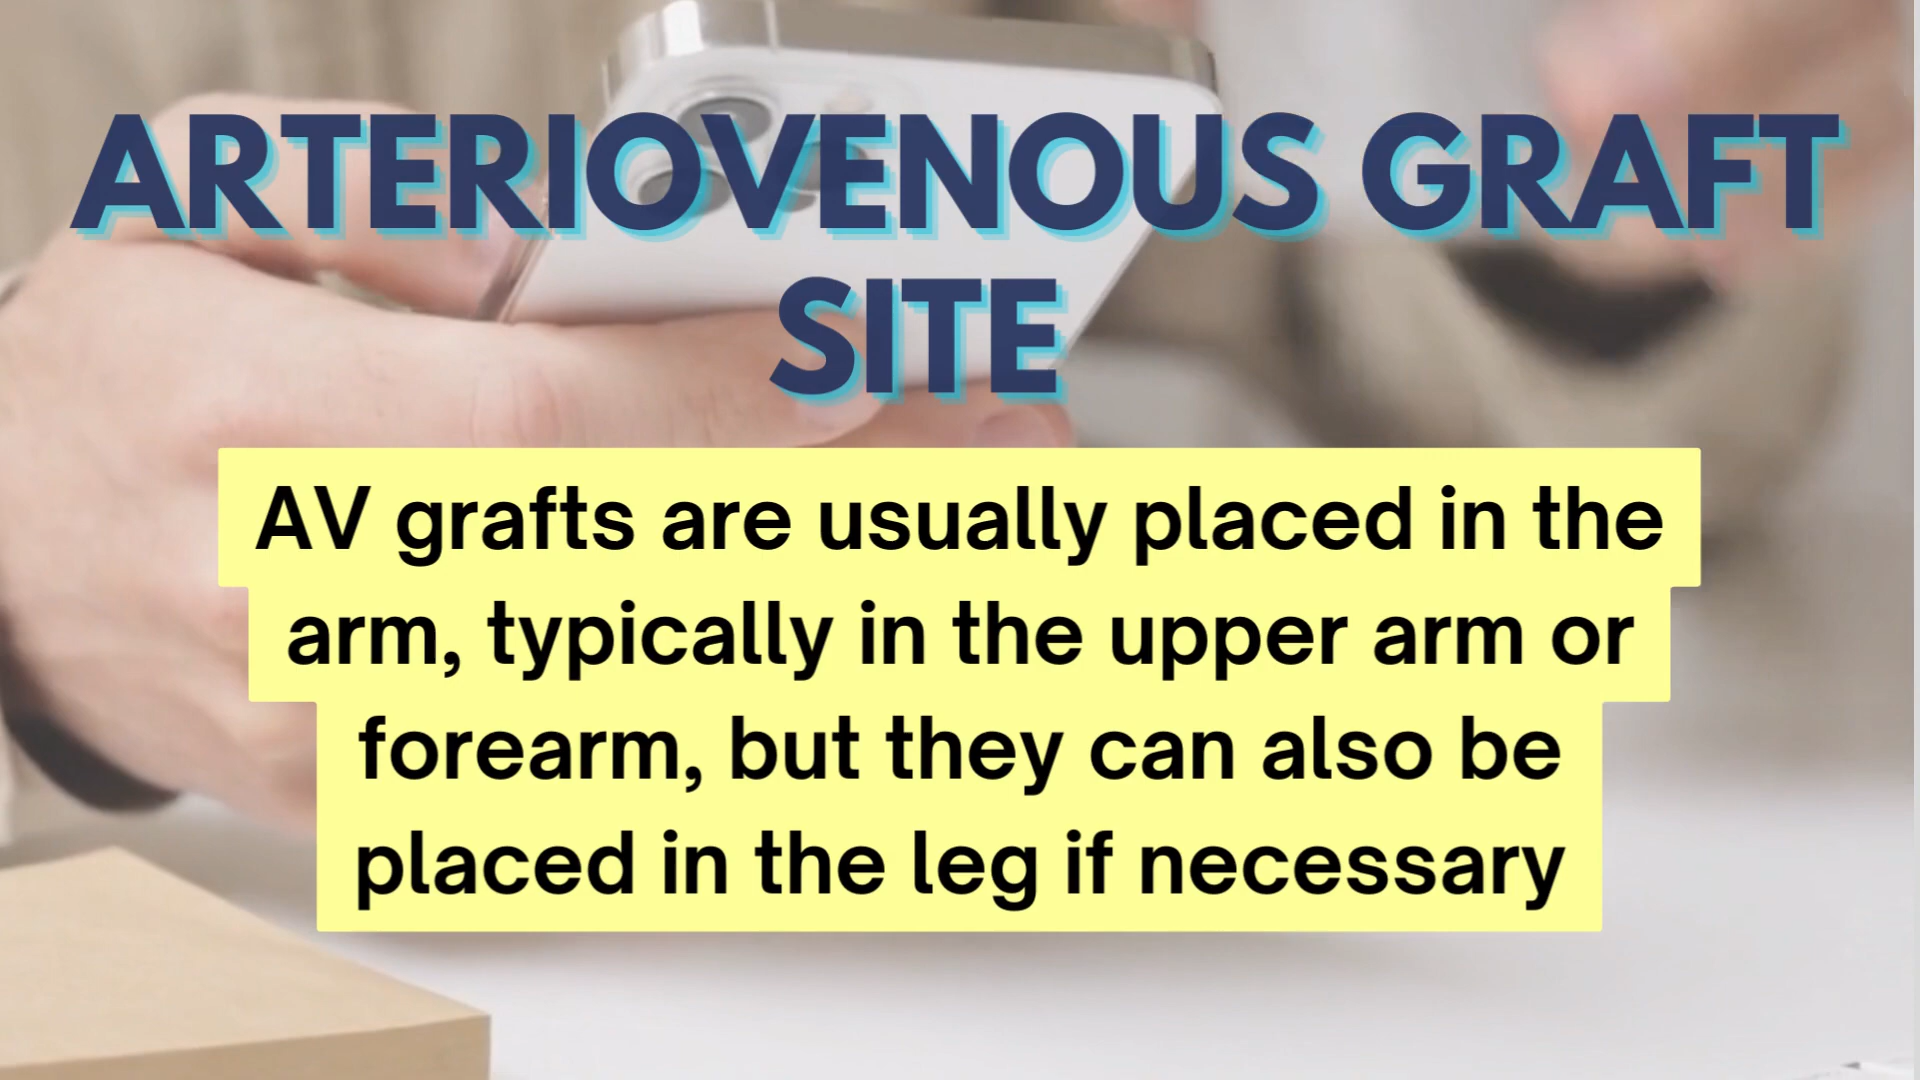 ARTERIOVENOUS GRAFT
SITE
AV grafts are usually placed in the
arm, typically in the upper arm or
forearm, but they can also be
placed in the leg if necessary